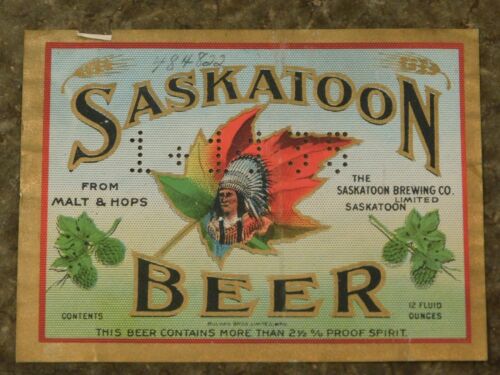 484822
SASKATOON
FROM
MALT & HOPS
THE
SASKATOON BREWING CO.
LIMITED
SASKATOON
BEER
CONTENTS
12 FLUID
OUNCES
THIS BEER CONTAINS MORE THAN 2½ % PROOF SPIRIT.